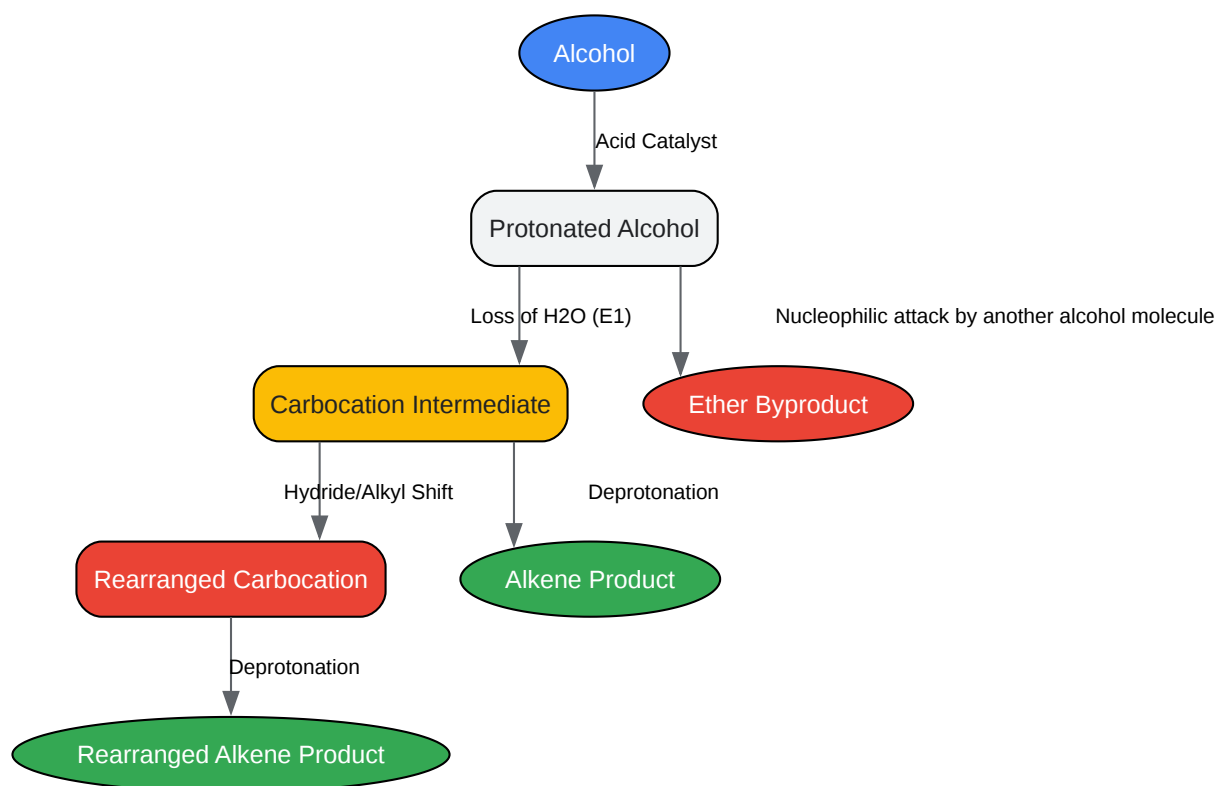 Alcohol
Acid Catalyst
Protonated Alcohol
Loss of H2O (E1)
Nucleophilic attack by another alcohol molecule
Carbocation Intermediate
Ether Byproduct
Hydride/Alkyl Shift
Deprotonation
Rearranged Carbocation
Alkene Product
Deprotonation
Rearranged Alkene Product